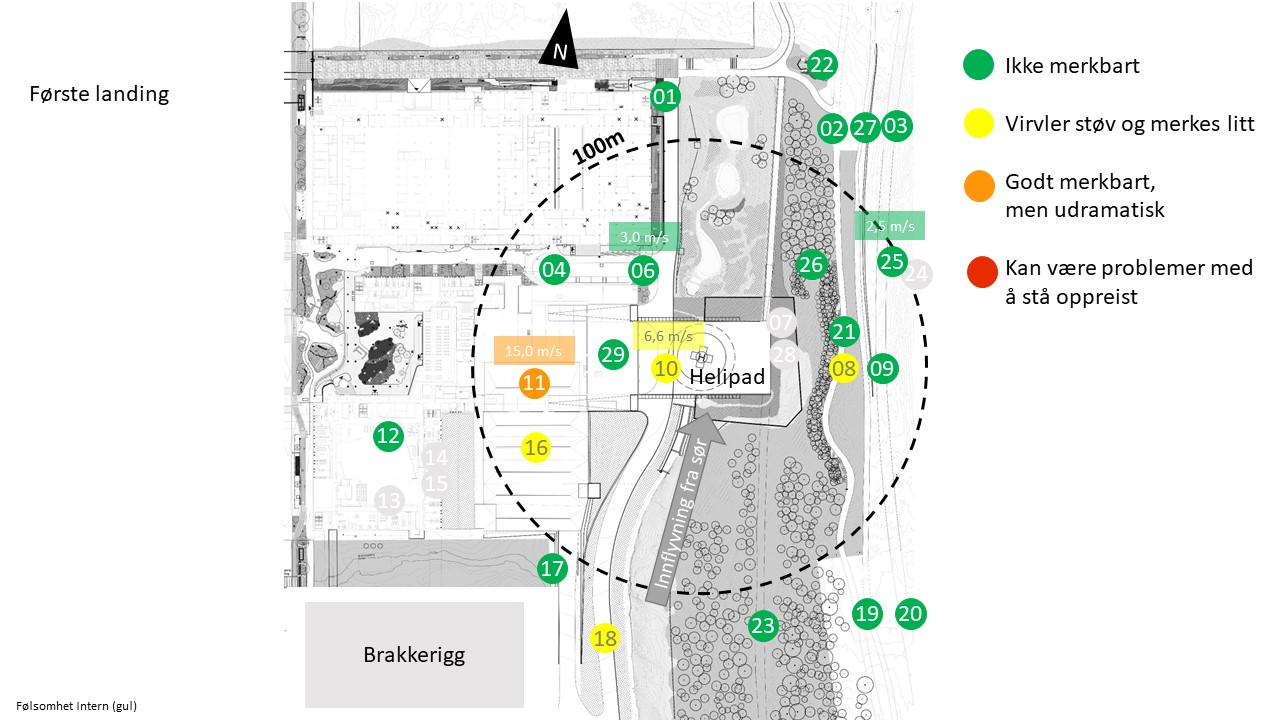 Første landing
N
22
Ikke merkbart
01
02
27
03
Virvler støv og merkes litt
100m
Godt merkbart,
men udramatisk
2,5 m/s
3,0 m/s
04
06
26
25
24
Kan være problemer med
å stå oppreist
07
21
6,6 m/s
15,0 m/s
29
28
10
Helipad
08
09
11
12
16
14
15
13
Innflyvning fra sør
17
19
20
23
18
Brakkerigg
Følsomhet Intern (gul)